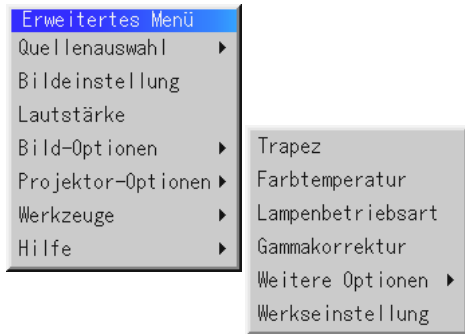 Erweitertes Menü
Quellenauswahl
Bildeinstellung
Lautstärke
Bild-Optionen
Projektor-Optionen
Werkzeuge
Hilfe
Trapez
Farbtemperatur
Lampenbetriebsart
Gammakorrektur
Weitere Optionen
Werkseinstellung